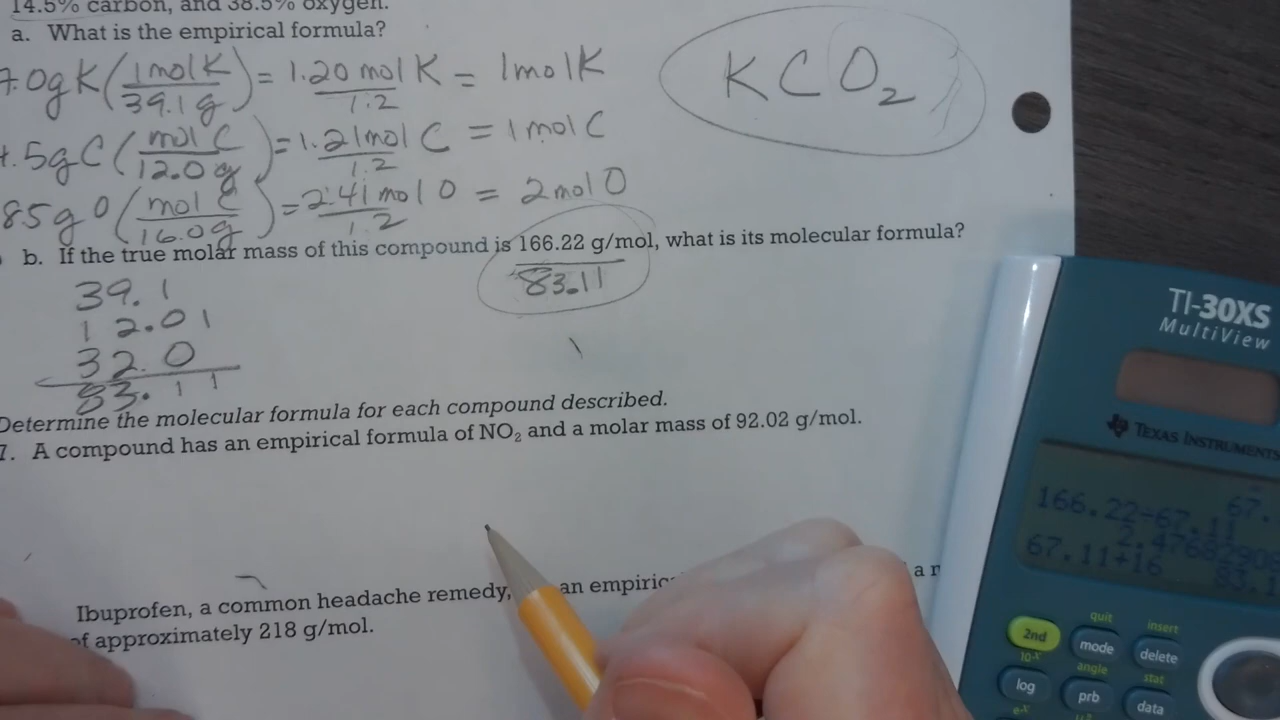 14.5% carbon, and 38.5% oxygen.
a. What is the empirical formula?
7.0g K (1 mol K / 39.1 g) = 1.20 mol K / 1.2 = 1 mol K
KCO₂
.5g C (mol C / 12.0 g) = 1.21 mol C / 1.2 = 1 mol C
85g O (mol / 16.0g) = 2.41 mol O / 1.2 = 2 mol O
b. If the true molar mass of this compound is 166.22 g/mol, what is its molecular formula?
83.11
39.1
12.01
32.0
83.11
Determine the molecular formula for each compound described.
7. A compound has an empirical formula of NO₂ and a molar mass of 92.02 g/mol.
Ibuprofen, a common headache remedy, an empiric
of approximately 218 g/mol.
TI-30XS
MultiView
TEXAS INSTRUMENTS
67.
166.22÷67.11
2.4768290
67.11+16
83.1
quit insert
2nd mode delete
angle stat
log prb data